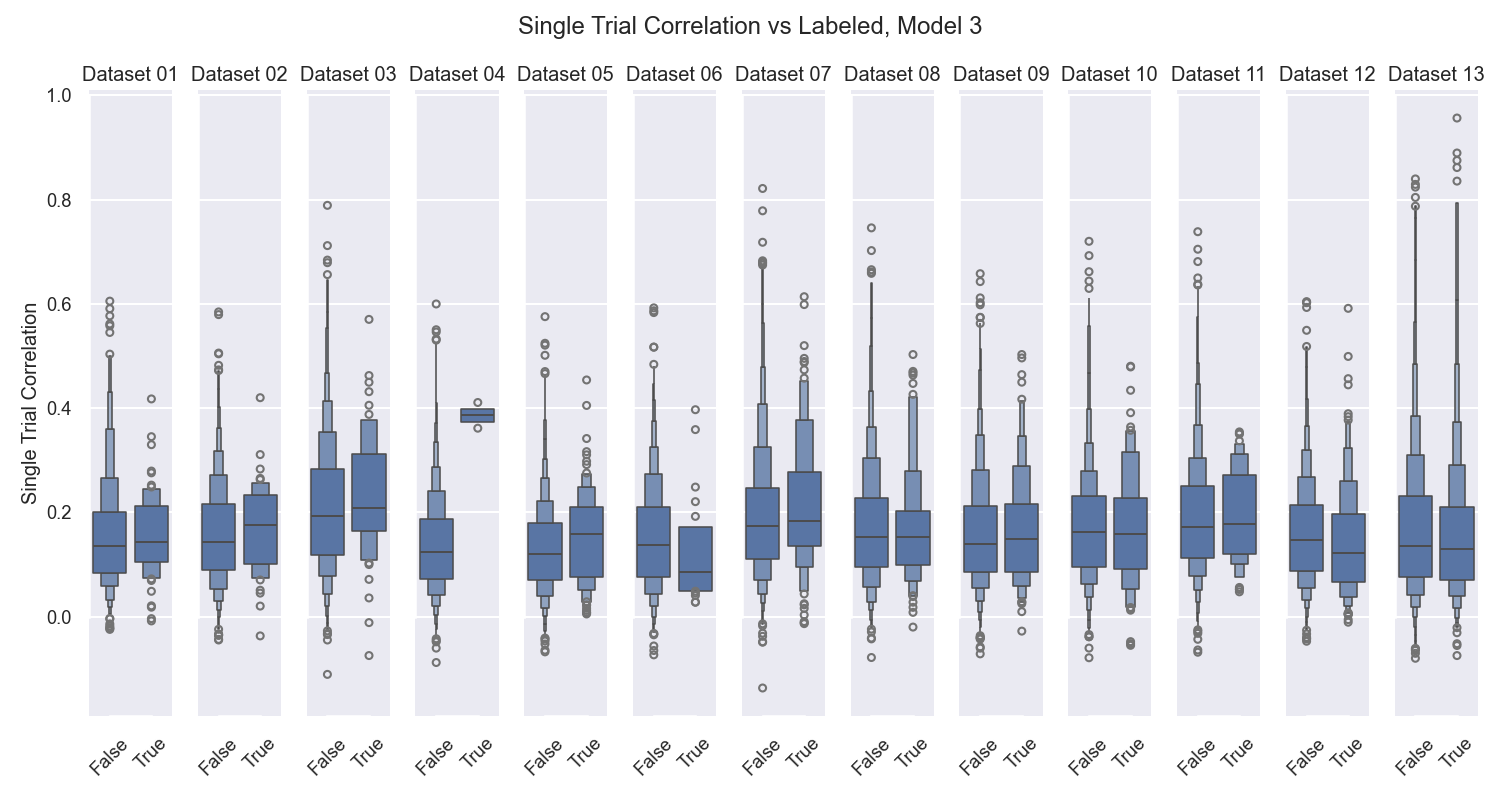 Single Trial Correlation vs Labeled, Model 3
Dataset 01 Dataset 02 Dataset 03 Dataset 04 Dataset 05 Dataset 06 Dataset 07 Dataset 08 Dataset 09 Dataset 10 Dataset 11 Dataset 12 Dataset 13
1.0
0.8
0.6
0.4
0.2
0.0
Single Trial Correlation
False True False True False True False True False True False True False True False True False True False True False True False True False True